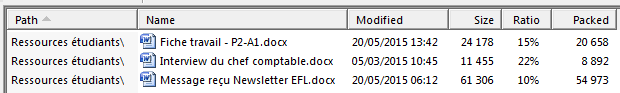 Path Name Modified Size Ratio Packed
Ressources étudiants\ Fiche travail - P2-A1.docx 20/05/2015 13:42 24 178 15% 20 658
Ressources étudiants\ Interview du chef comptable.docx 05/03/2015 10:45 11 455 22% 8 892
Ressources étudiants\ Message reçu Newsletter EFL.docx 20/05/2015 06:12 61 306 10% 54 973